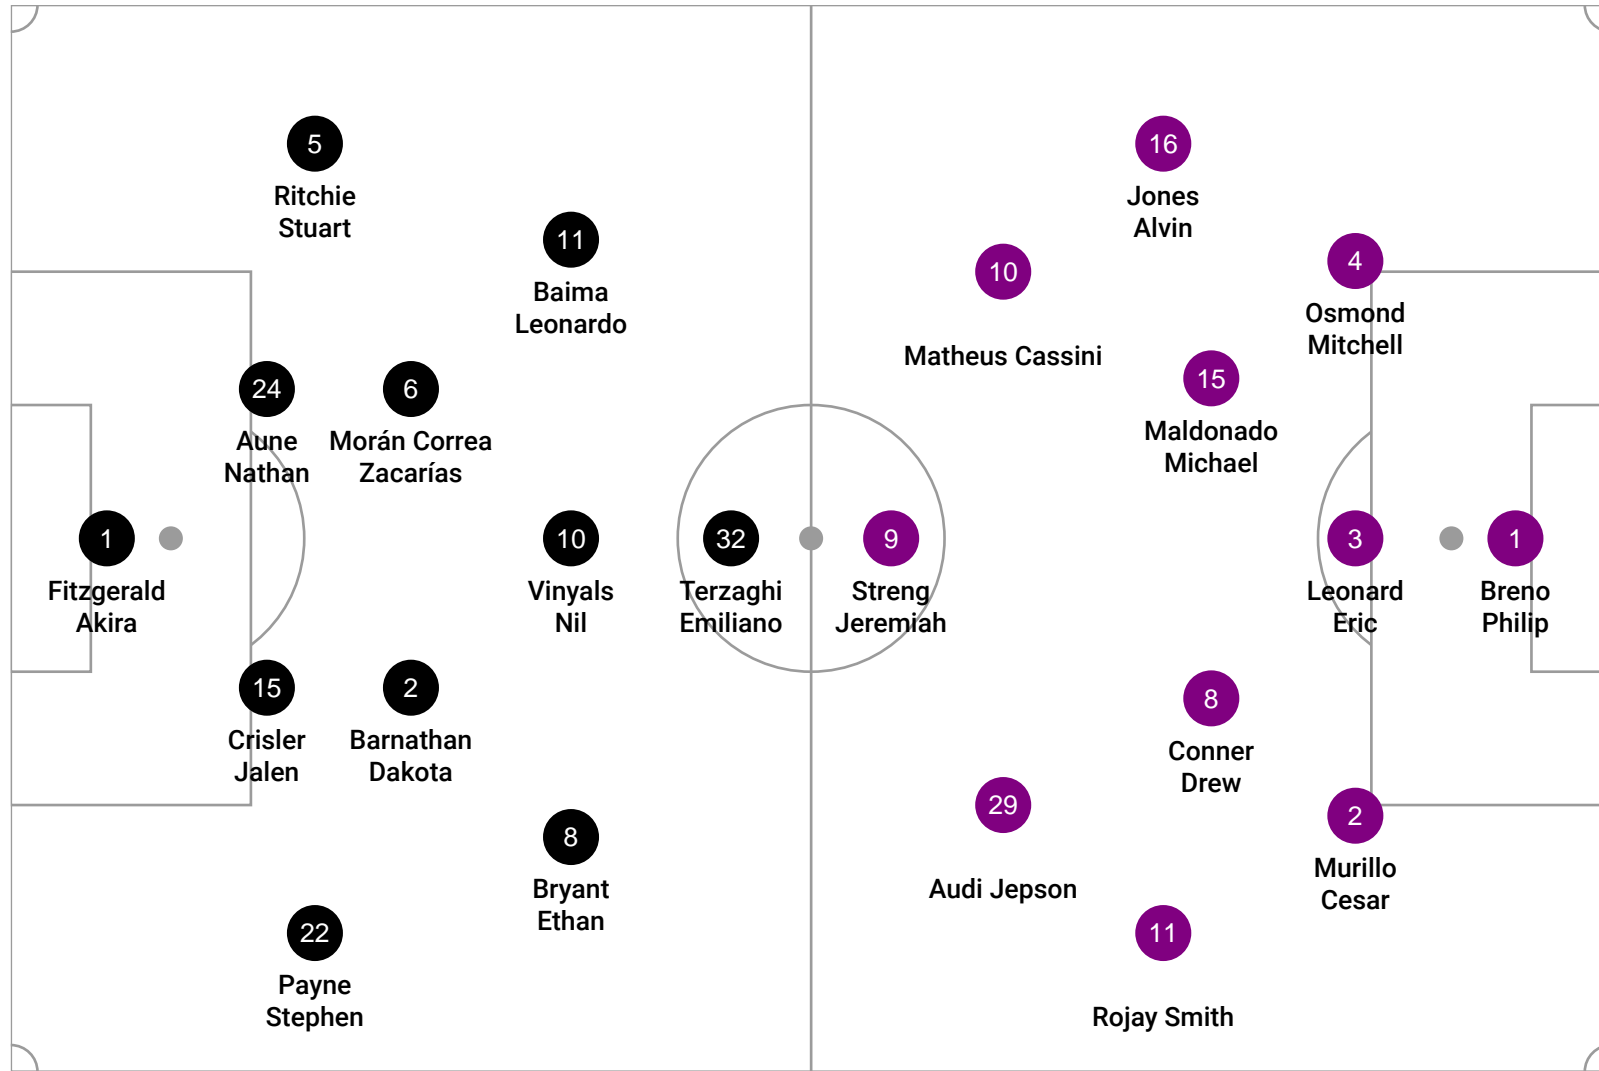 5
Ritchie
Stuart
11
Baima
Leonardo
24
Aune
Nathan
6
Morán Correa
Zacarías
1
Fitzgerald
Akira
10
Vinyals
Nil
32
Terzaghi
Emiliano
15
Crisler
Jalen
2
Barnathan
Dakota
8
Bryant
Ethan
22
Payne
Stephen
16
Jones
Alvin
10
Matheus Cassini
4
Osmond
Mitchell
15
Maldonado
Michael
9
Streng
Jeremiah
3
Leonard
Eric
1
Breno
Philip
8
Conner
Drew
29
Audi Jepson
2
Murillo
Cesar
11
Rojay Smith